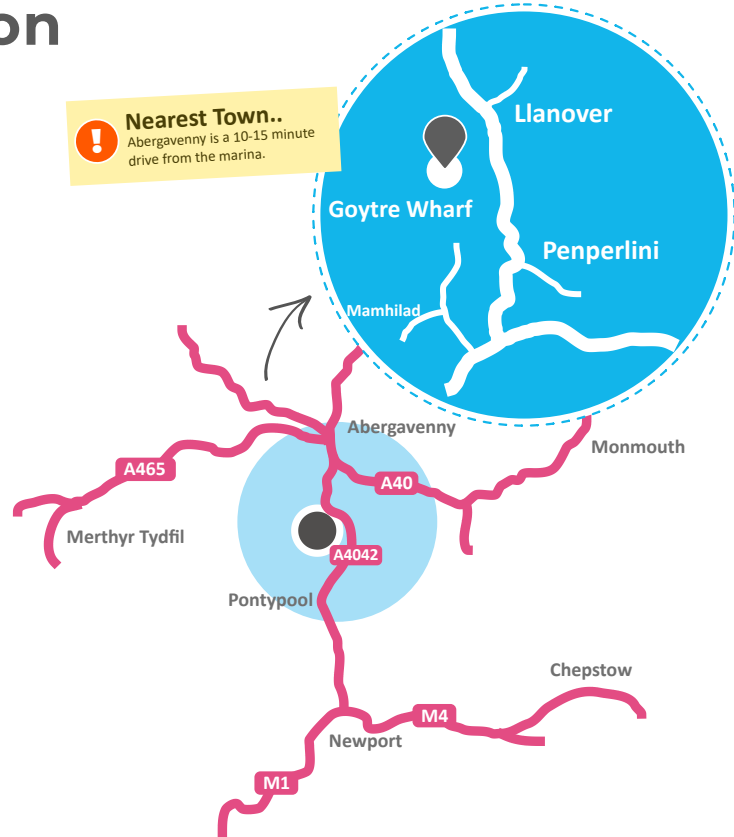 on
Nearest Town..
Abergavenny is a 10-15 minute
drive from the marina.
!
Llanover
Goytre Wharf
Penperlini
Mamhilad
Abergavenny
Monmouth
A465
A40
Merthyr Tydfil
A4042
Pontypool
Chepstow
M4
Newport
M1